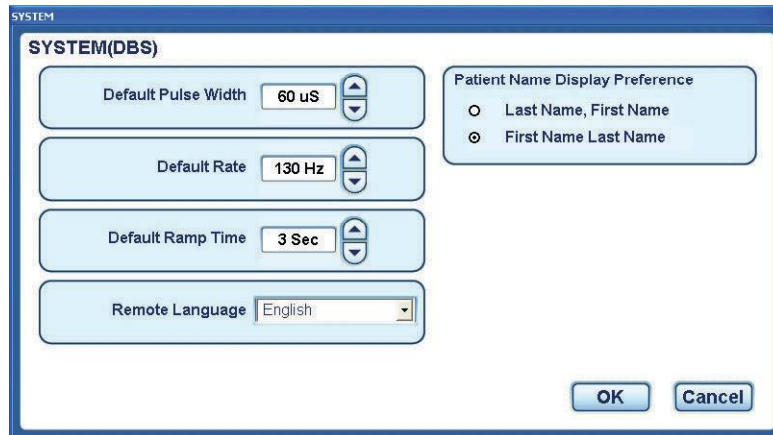 SYSTEM
SYSTEM(DBS)
Default Pulse Width 60 uS
Default Rate 130 Hz
Default Ramp Time 3 Sec
Remote Language English
Patient Name Display Preference
Last Name, First Name
First Name Last Name
OK Cancel